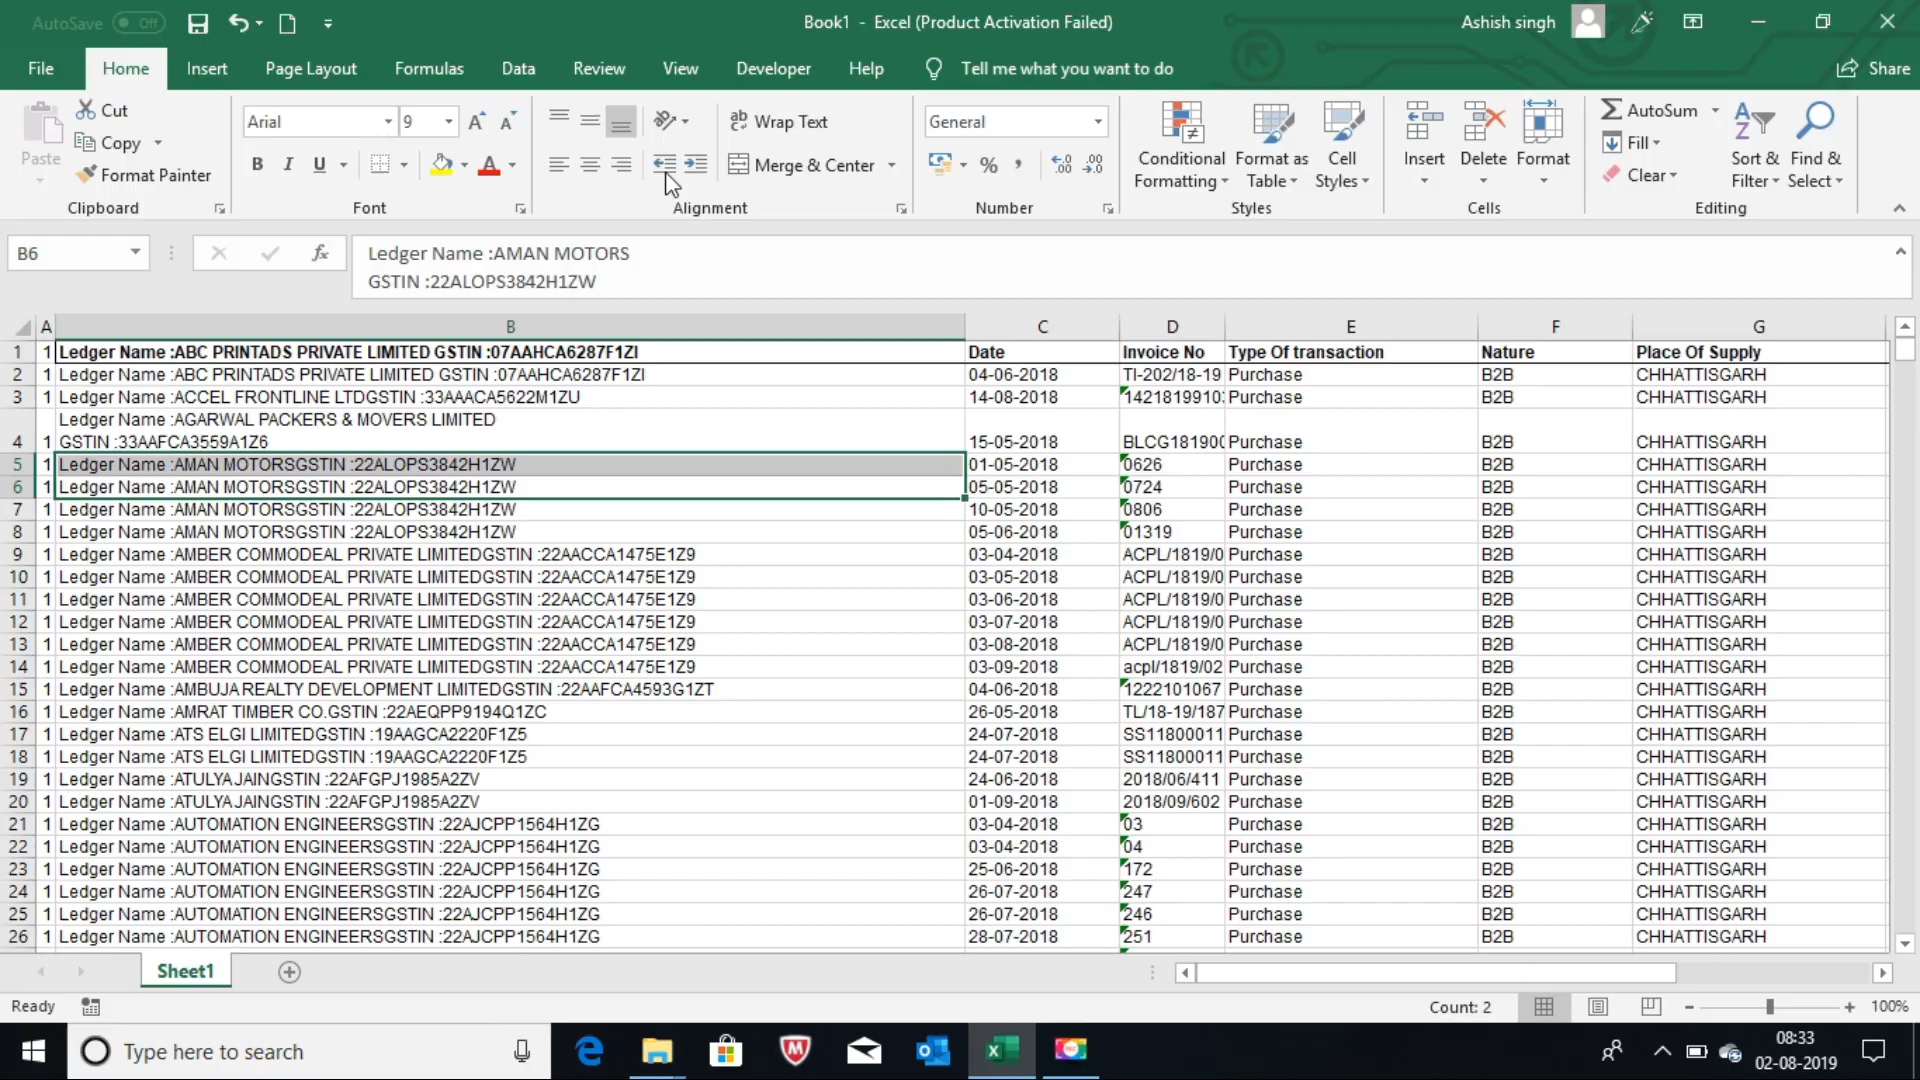 AutoSave Off
Book1 - Excel (Product Activation Failed)
Ashish singh
File Home Insert Page Layout Formulas Data Review View Developer Help Tell me what you want to do Share
Paste
Cut
Copy
Format Painter
Clipboard
Arial 9
B I U
Font
Wrap Text
Merge & Center
Alignment
General
%
Number
Conditional Formatting
Format as Table
Cell Styles
Styles
Insert Delete Format
Cells
AutoSum
Fill
Clear
Sort & Filter
Find & Select
Editing
B6
fx
Ledger Name :AMAN MOTORS
GSTIN :22ALOPS3842H1ZW
A B C D E F G
1 1 Ledger Name :ABC PRINTADS PRIVATE LIMITED GSTIN :07AAHCA6287F1ZI Date Invoice No Type Of transaction Nature Place Of Supply
2 1 Ledger Name :ABC PRINTADS PRIVATE LIMITED GSTIN :07AAHCA6287F1ZI 04-06-2018 TI-202/18-19 Purchase B2B CHHATTISGARH
3 1 Ledger Name :ACCEL FRONTLINE LTDGSTIN :33AAACA5622M1ZU 14-08-2018 1421819910 Purchase B2B CHHATTISGARH
Ledger Name :AGARWAL PACKERS & MOVERS LIMITED
4 1 GSTIN :33AAFCA3559A1Z6 15-05-2018 BLCG18190 Purchase B2B CHHATTISGARH
5 1 Ledger Name :AMAN MOTORSGSTIN :22ALOPS3842H1ZW 01-05-2018 0626 Purchase B2B CHHATTISGARH
6 1 Ledger Name :AMAN MOTORSGSTIN :22ALOPS3842H1ZW 05-05-2018 0724 Purchase B2B CHHATTISGARH
7 1 Ledger Name :AMAN MOTORSGSTIN :22ALOPS3842H1ZW 10-05-2018 0806 Purchase B2B CHHATTISGARH
8 1 Ledger Name :AMAN MOTORSGSTIN :22ALOPS3842H1ZW 05-06-2018 01319 Purchase B2B CHHATTISGARH
9 1 Ledger Name :AMBER COMMODEAL PRIVATE LIMITEDGSTIN :22AACCA1475E1Z9 03-04-2018 ACPL/1819/0 Purchase B2B CHHATTISGARH
10 1 Ledger Name :AMBER COMMODEAL PRIVATE LIMITEDGSTIN :22AACCA1475E1Z9 03-05-2018 ACPL/1819/0 Purchase B2B CHHATTISGARH
11 1 Ledger Name :AMBER COMMODEAL PRIVATE LIMITEDGSTIN :22AACCA1475E1Z9 03-06-2018 ACPL/1819/0 Purchase B2B CHHATTISGARH
12 1 Ledger Name :AMBER COMMODEAL PRIVATE LIMITEDGSTIN :22AACCA1475E1Z9 03-07-2018 ACPL/1819/0 Purchase B2B CHHATTISGARH
13 1 Ledger Name :AMBER COMMODEAL PRIVATE LIMITEDGSTIN :22AACCA1475E1Z9 03-08-2018 ACPL/1819/0 Purchase B2B CHHATTISGARH
14 1 Ledger Name :AMBER COMMODEAL PRIVATE LIMITEDGSTIN :22AACCA1475E1Z9 03-09-2018 acpl/1819/02 Purchase B2B CHHATTISGARH
15 1 Ledger Name :AMBUJA REALTY DEVELOPMENT LIMITEDGSTIN :22AAFCA4593G1ZT 04-06-2018 1222101067 Purchase B2B CHHATTISGARH
16 1 Ledger Name :AMRAT TIMBER CO.GSTIN :22AEQPP9194Q1ZC 26-05-2018 TL/18-19/187 Purchase B2B CHHATTISGARH
17 1 Ledger Name :ATS ELGI LIMITEDGSTIN :19AAGCA2220F1Z5 24-07-2018 SS11800011 Purchase B2B CHHATTISGARH
18 1 Ledger Name :ATS ELGI LIMITEDGSTIN :19AAGCA2220F1Z5 24-07-2018 SS11800011 Purchase B2B CHHATTISGARH
19 1 Ledger Name :ATULYA JAINGSTIN :22AFGPJ1985A2ZV 24-06-2018 2018/06/411 Purchase B2B CHHATTISGARH
20 1 Ledger Name :ATULYA JAINGSTIN :22AFGPJ1985A2ZV 01-09-2018 2018/09/602 Purchase B2B CHHATTISGARH
21 1 Ledger Name :AUTOMATION ENGINEERSGSTIN :22AJCPP1564H1ZG 03-04-2018 03 Purchase B2B CHHATTISGARH
22 1 Ledger Name :AUTOMATION ENGINEERSGSTIN :22AJCPP1564H1ZG 03-04-2018 04 Purchase B2B CHHATTISGARH
23 1 Ledger Name :AUTOMATION ENGINEERSGSTIN :22AJCPP1564H1ZG 25-06-2018 172 Purchase B2B CHHATTISGARH
24 1 Ledger Name :AUTOMATION ENGINEERSGSTIN :22AJCPP1564H1ZG 26-07-2018 247 Purchase B2B CHHATTISGARH
25 1 Ledger Name :AUTOMATION ENGINEERSGSTIN :22AJCPP1564H1ZG 26-07-2018 246 Purchase B2B CHHATTISGARH
26 1 Ledger Name :AUTOMATION ENGINEERSGSTIN :22AJCPP1564H1ZG 28-07-2018 251 Purchase B2B CHHATTISGARH
Sheet1
Ready Count: 2 100%
Type here to search
08:33
02-08-2019